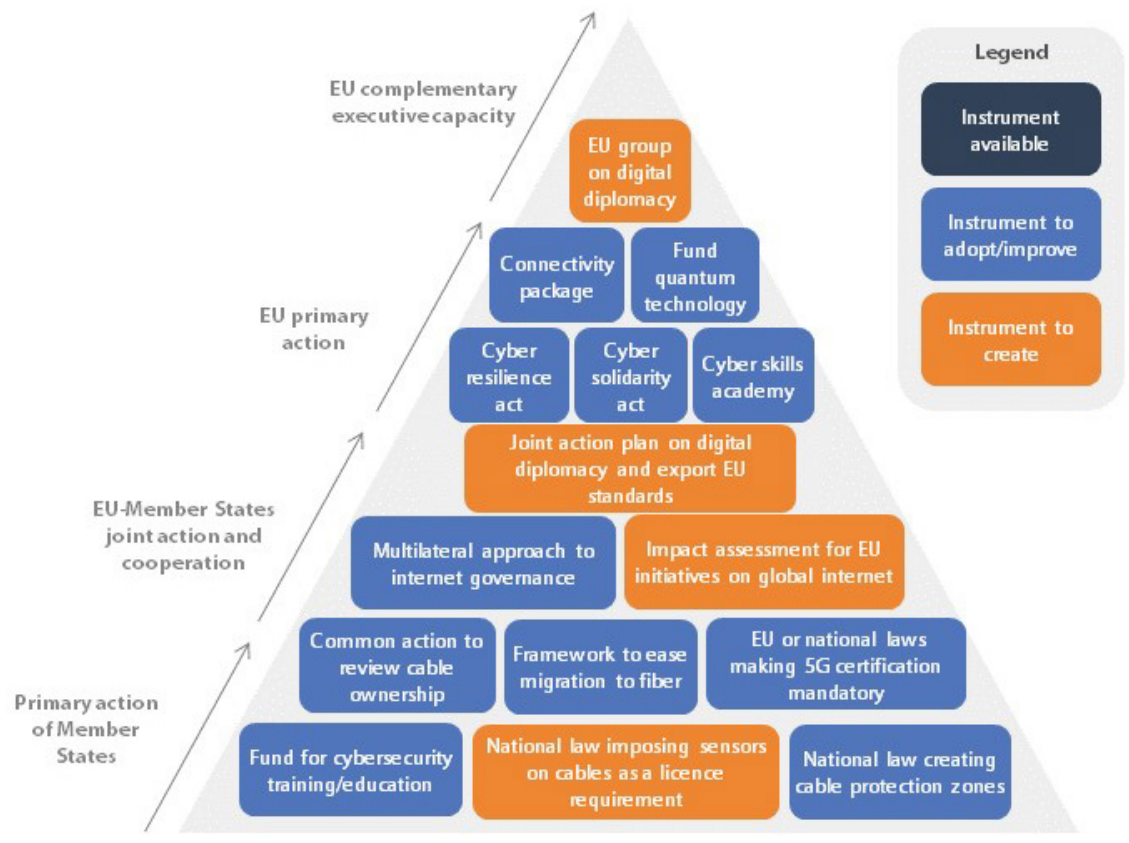 Legend
Instrument
available
Instrument to
adopt/improve
Instrument to
create
EU complementary
executive capacity
EU group
on digital
diplomacy
EU primary
action
Connectivity
package
Fund
quantum
technology
Cyber
resilience
act
Cyber
solidarity
act
Cyber skills
academy
EU-Member States
joint action and
cooperation
Joint action plan on digital
diplomacy and export EU
standards
Multilateral approach to
internet governance
Impact assessment for EU
initiatives on global internet
Primary action
of Member
States
Common action to
review cable
ownership
Framework to ease
migration to fiber
EU or national laws
making 5G certification
mandatory
Fund for cybersecurity
training/education
National law imposing sensors
on cables as a licence
requirement
National law creating
cable protection zones